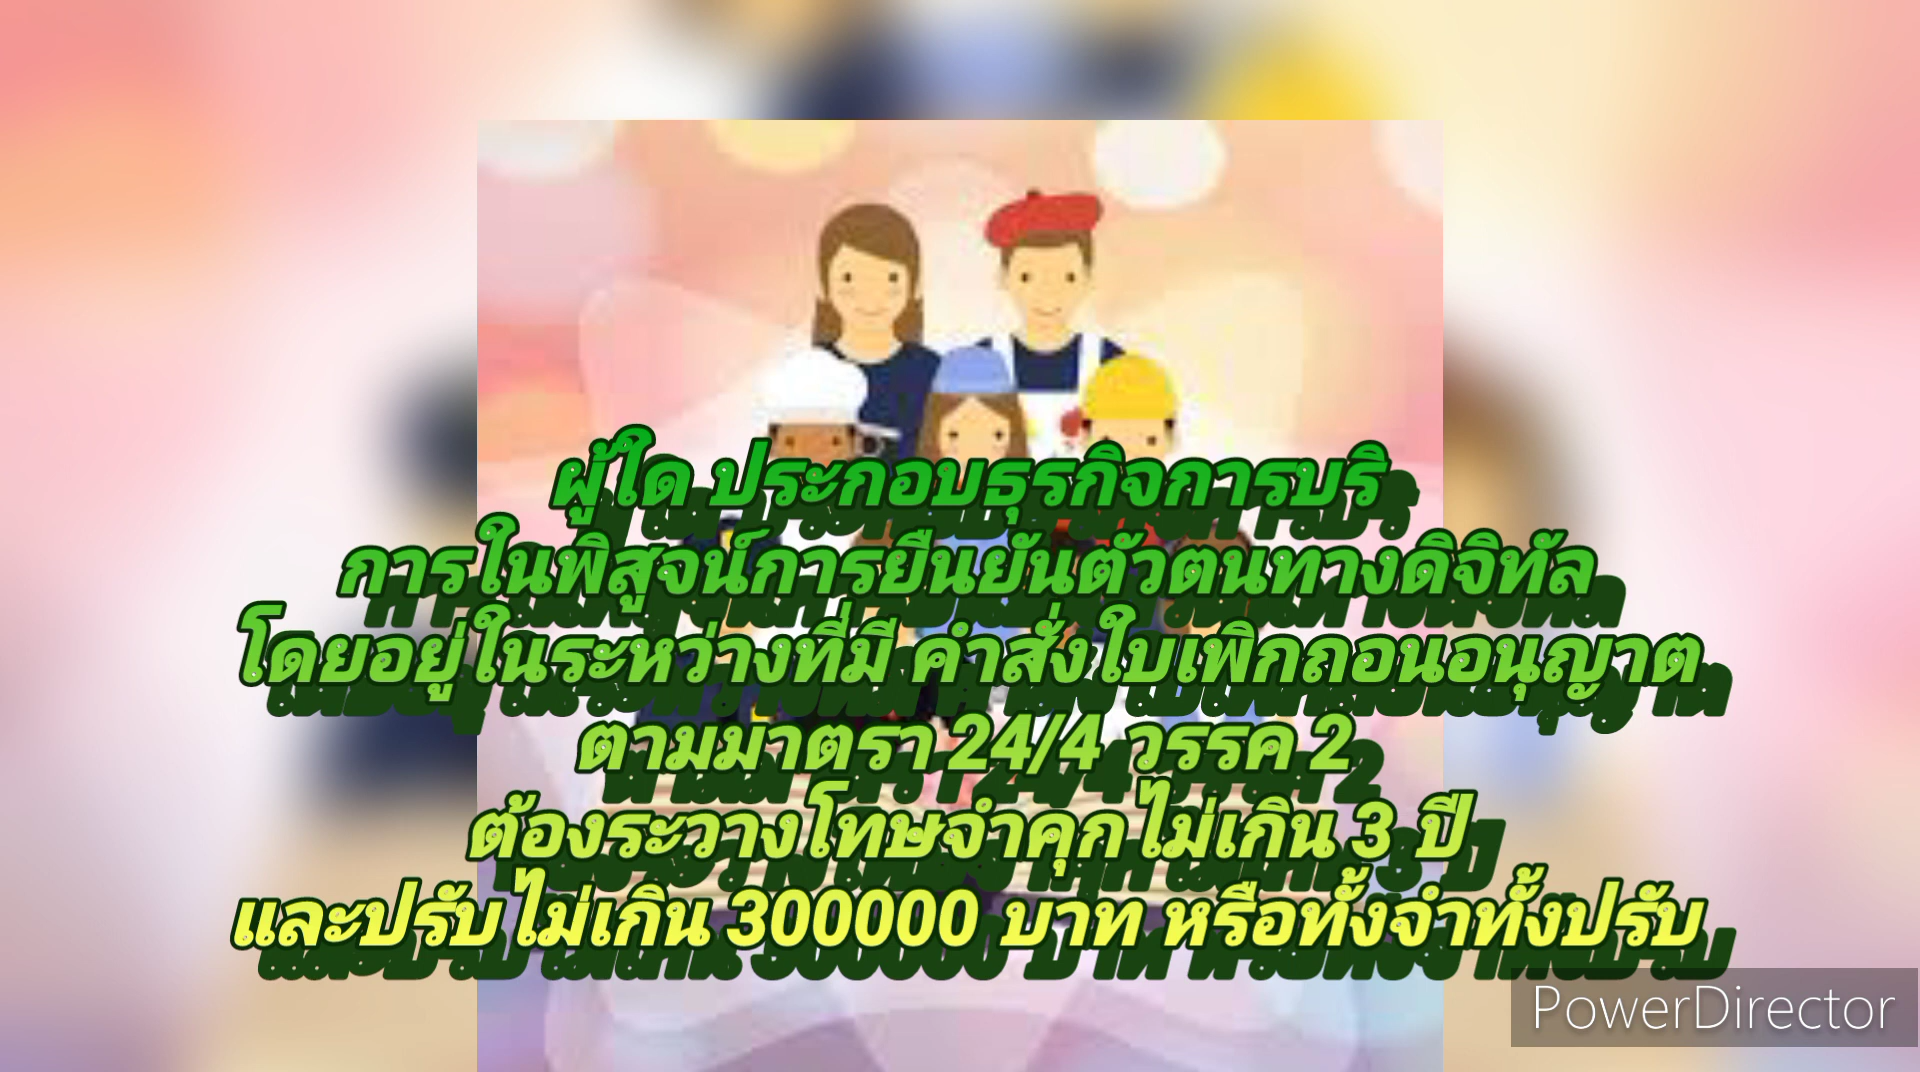 ผู้ใด ประกอบธุรกิจการบริ
การในพิสูจน์การยืนยันตัวตนทางดิจิทัล
โดยอยู่ในระหว่างที่มี คำสั่งใบเพิกถอนอนุญาต
ตามมาตรา 24/4 วรรค 2
ต้องระวางโทษจำคุกไม่เกิน 3 ปี
และปรับไม่เกิน 300000 บาท หรือทั้งจำทั้งปรับ
PowerDirector